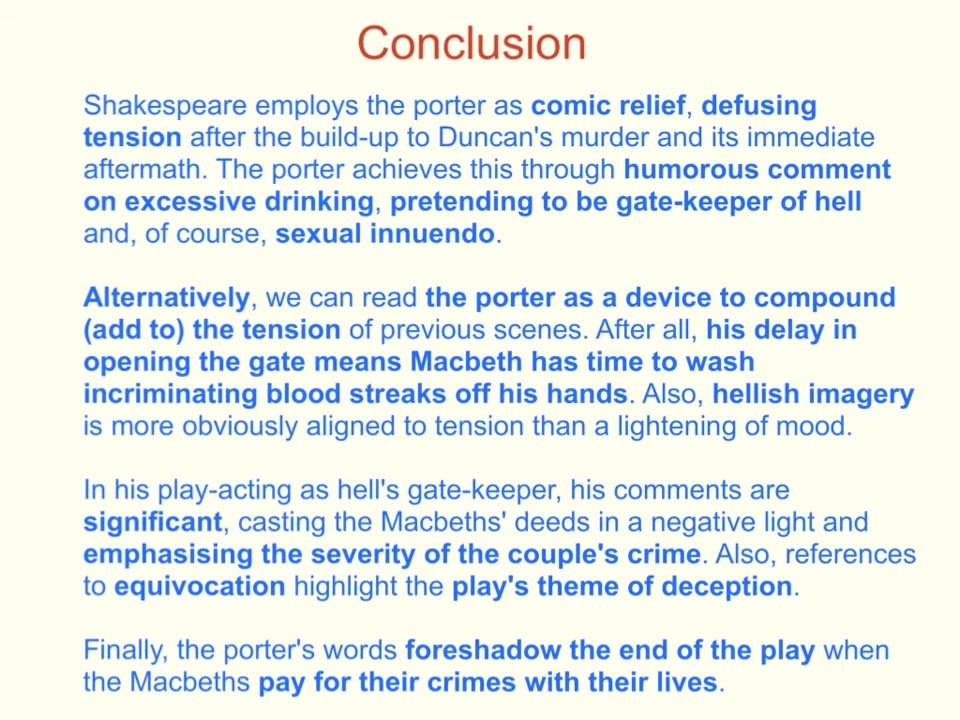 Conclusion
Shakespeare employs the porter as comic relief, defusing
tension after the build-up to Duncan's murder and its immediate
aftermath. The porter achieves this through humorous comment
on excessive drinking, pretending to be gate-keeper of hell
and, of course, sexual innuendo.
Alternatively, we can read the porter as a device to compound
(add to) the tension of previous scenes. After all, his delay in
opening the gate means Macbeth has time to wash
incriminating blood streaks off his hands. Also, hellish imagery
is more obviously aligned to tension than a lightening of mood.
In his play-acting as hell's gate-keeper, his comments are
significant, casting the Macbeths' deeds in a negative light and
emphasising the severity of the couple's crime. Also, references
to equivocation highlight the play's theme of deception.
Finally, the porter's words foreshadow the end of the play when
the Macbeths pay for their crimes with their lives.